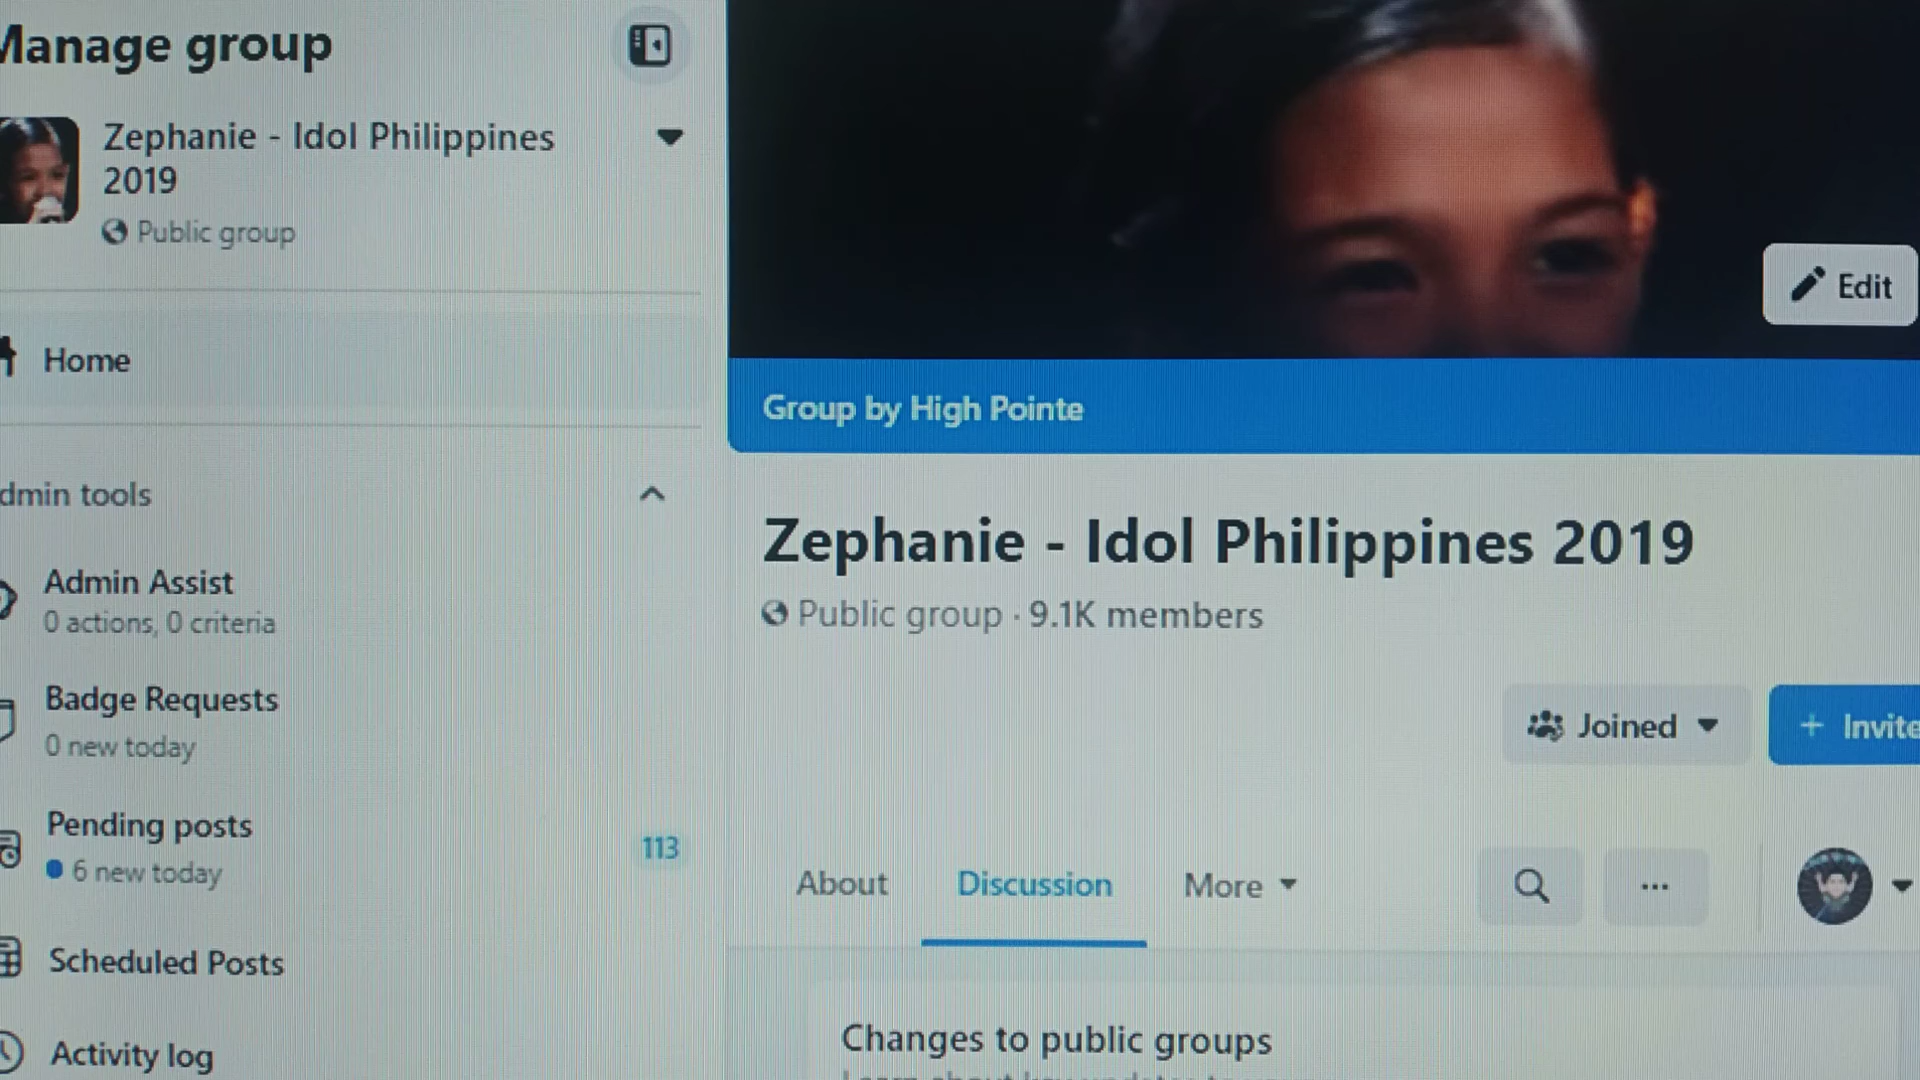 Manage group
Zephanie - Idol Philippines
2019
Public group
Home
Admin tools
Admin Assist
0 actions, 0 criteria
Badge Requests
0 new today
Pending posts
6 new today
113
Scheduled Posts
Activity log
Edit
Group by High Pointe
Zephanie - Idol Philippines 2019
Public group · 9.1K members
Joined
+ Invite
About
Discussion
More
Changes to public groups